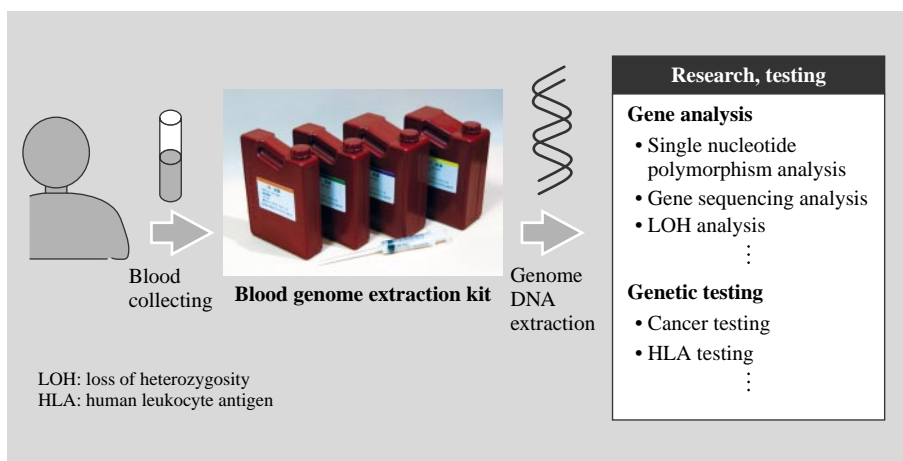 Research, testing
Gene analysis
• Single nucleotide
polymorphism analysis
• Gene sequencing analysis
• LOH analysis
⋮
Genetic testing
• Cancer testing
• HLA testing
⋮
Blood
collecting
Blood genome extraction kit
Genome
DNA
extraction
LOH: loss of heterozygosity
HLA: human leukocyte antigen